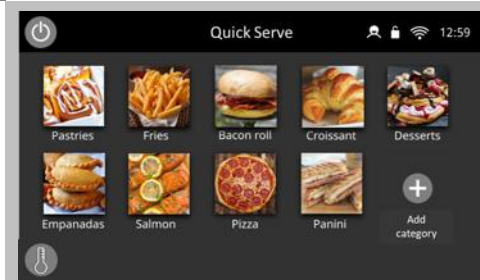 Quick Serve
12:59
Pastries
Fries
Bacon roll
Croissant
Desserts
Empanadas
Salmon
Pizza
Panini
Add
category